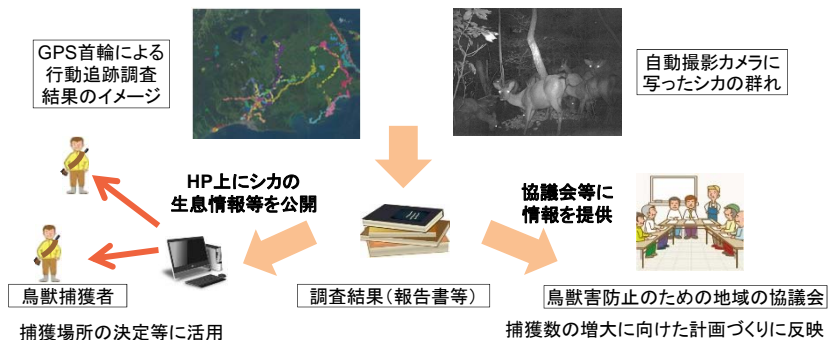 GPS首輪による
行動追跡調査
結果のイメージ
自動撮影カメラに
写ったシカの群れ
HP上にシカの
生息情報等を公開
協議会等に
情報を提供
鳥獣捕獲者
調査結果（報告書等）
鳥獣害防止のための地域の協議会
捕獲場所の決定等に活用
捕獲数の増大に向けた計画づくりに反映